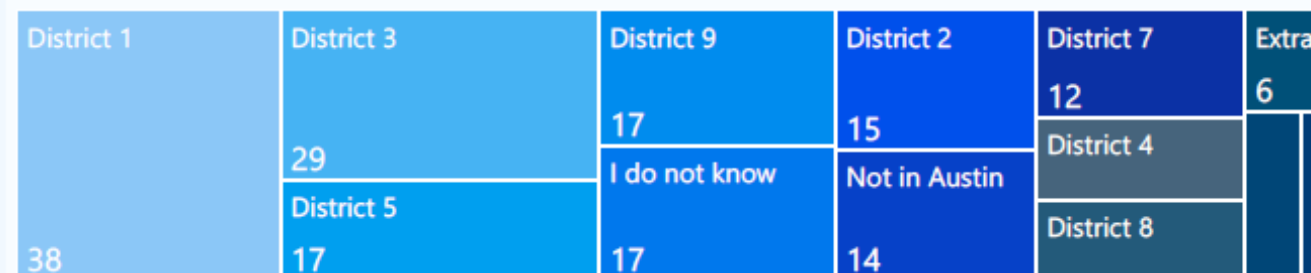 District 1
38
District 3
29
District 5
17
District 9
17
I do not know
17
District 2
15
Not in Austin
14
District 7
12
District 4
District 8
Extra
6